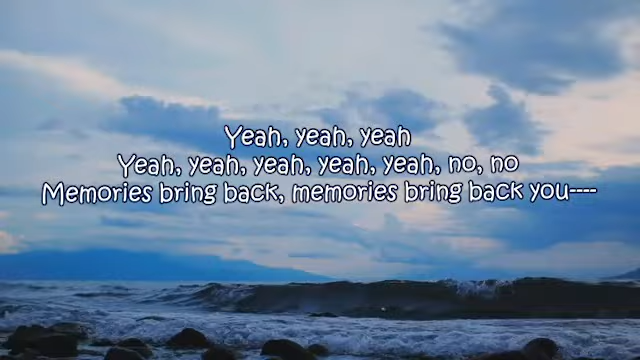 Yeah, yeah, yeah
Yeah, yeah, yeah, yeah, yeah, no, no
Memories bring back, memories bring back you----